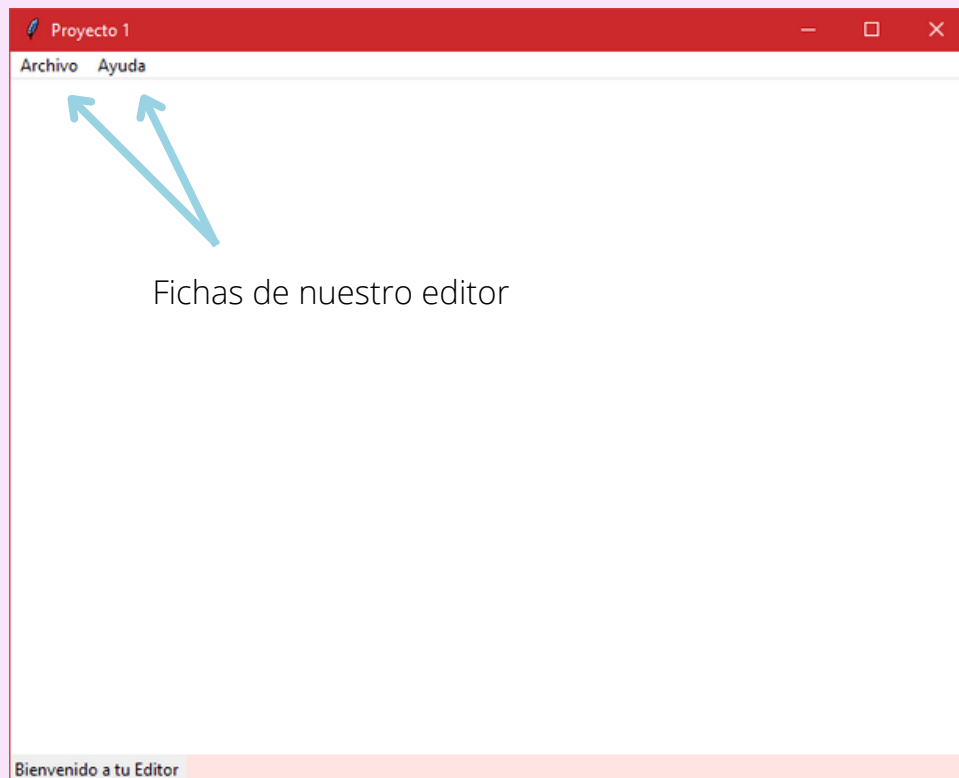 Proyecto 1
Archivo Ayuda
Fichas de nuestro editor
Bienvenido a tu Editor